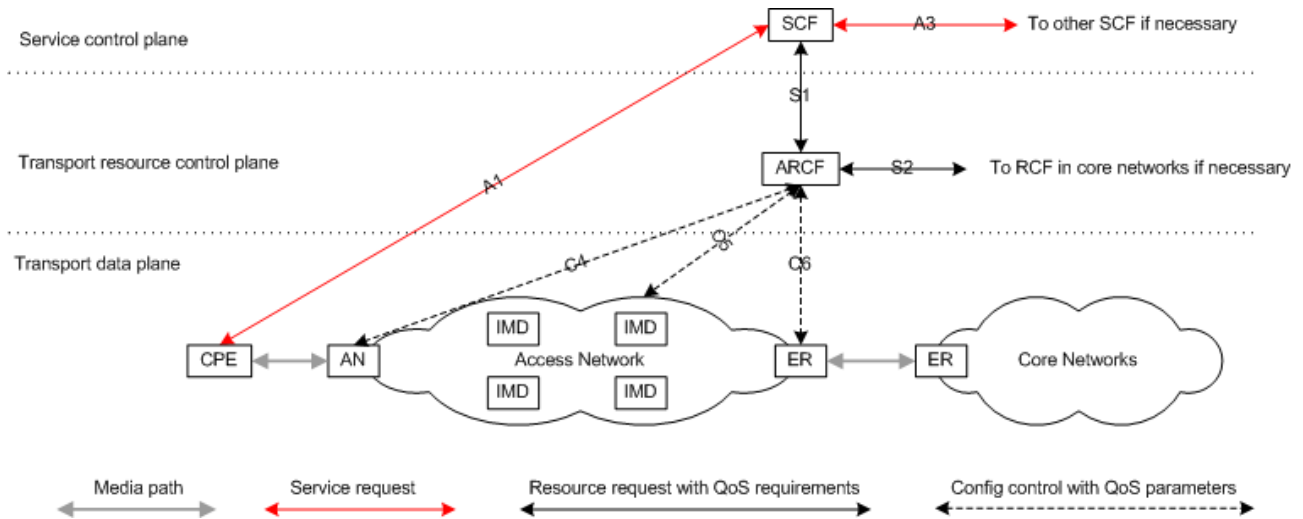 SCF
A3
To other SCF if necessary
Service control plane
S1
Transport resource control plane
ARCF
S2
To RCF in core networks if necessary
A1
Transport data plane
C4
C5
C6
IMD
IMD
CPE
AN
Access Network
ER
ER
Core Networks
IMD
IMD
Media path
Service request
Resource request with QoS requirements
Config control with QoS parameters